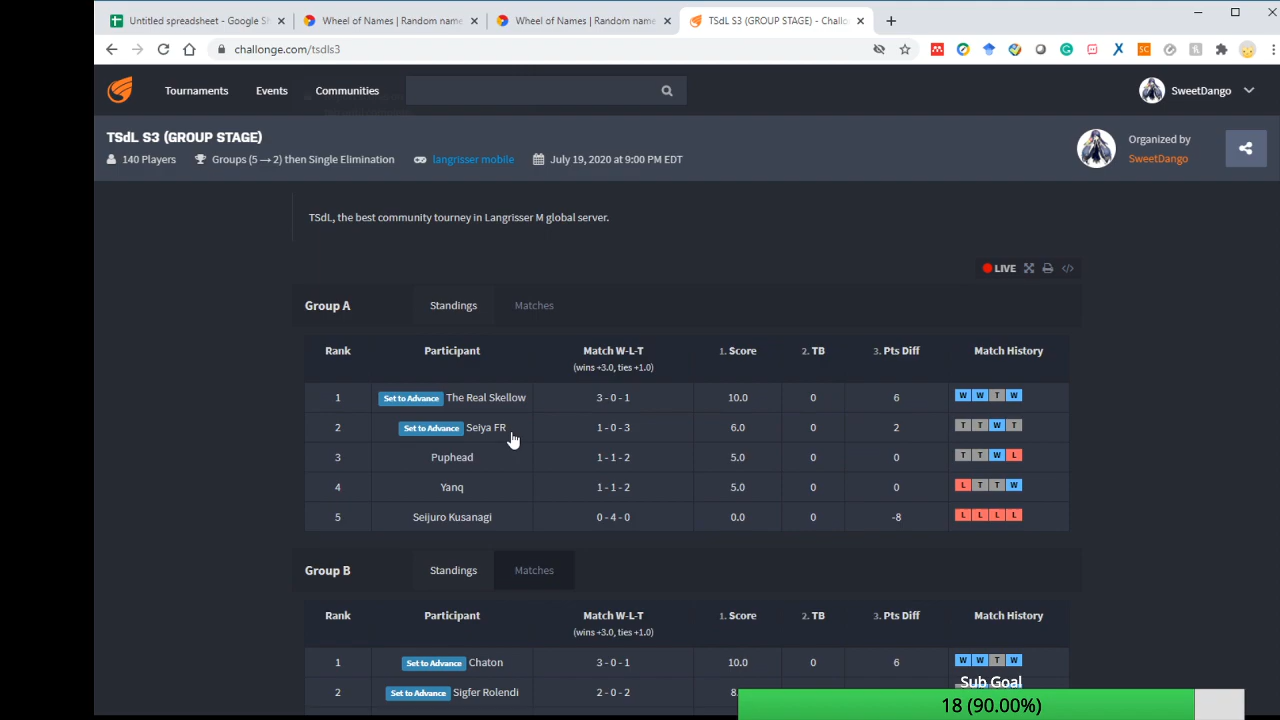 Untitled spreadsheet - Google Sh
Wheel of Names | Random name
Wheel of Names | Random name
TSdL S3 (GROUP STAGE) - Challon
challonge.com/tsdls3
Tournaments
Events
Communities
SweetDango
TSdL S3 (GROUP STAGE)
140 Players
Groups (5 → 2) then Single Elimination
langrisser mobile
July 19, 2020 at 9:00 PM EDT
Organized by
SweetDango
TSdL, the best community tourney in Langrisser M global server.
LIVE
Group A Standings Matches
Rank Participant Match W-L-T 1. Score 2. TB 3. Pts Diff Match History
(wins +3.0, ties +1.0)
1 Set to Advance The Real Skellow 3 - 0 - 1 10.0 0 6 W W T W
2 Set to Advance Seiya FR 1 - 0 - 3 6.0 0 2 T T W T
3 Puphead 1 - 1 - 2 5.0 0 0 T T W L
4 Yanq 1 - 1 - 2 5.0 0 0 L T T W
5 Seijuro Kusanagi 0 - 4 - 0 0.0 0 -8 L L L L
Group B Standings Matches
Rank Participant Match W-L-T 1. Score 2. TB 3. Pts Diff Match History
(wins +3.0, ties +1.0)
1 Set to Advance Chaton 3 - 0 - 1 10.0 0 6 W W T W
2 Set to Advance Sigfer Rolendi 2 - 0 - 2 8.
Sub Goal
18 (90.00%)